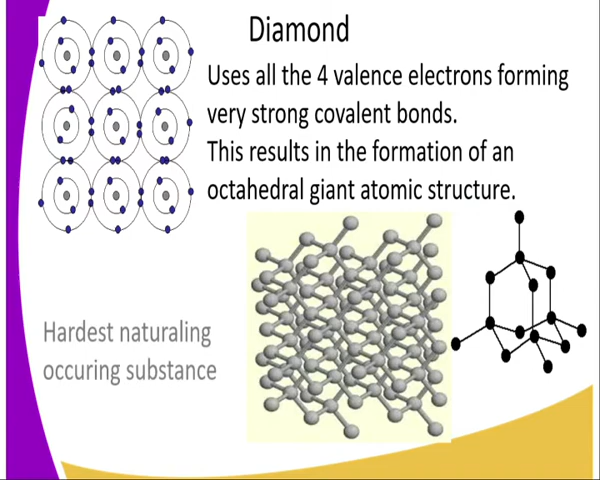 Diamond
Uses all the 4 valence electrons forming
very strong covalent bonds.
This results in the formation of an
octahedral giant atomic structure.
Hardest naturaling
occuring substance